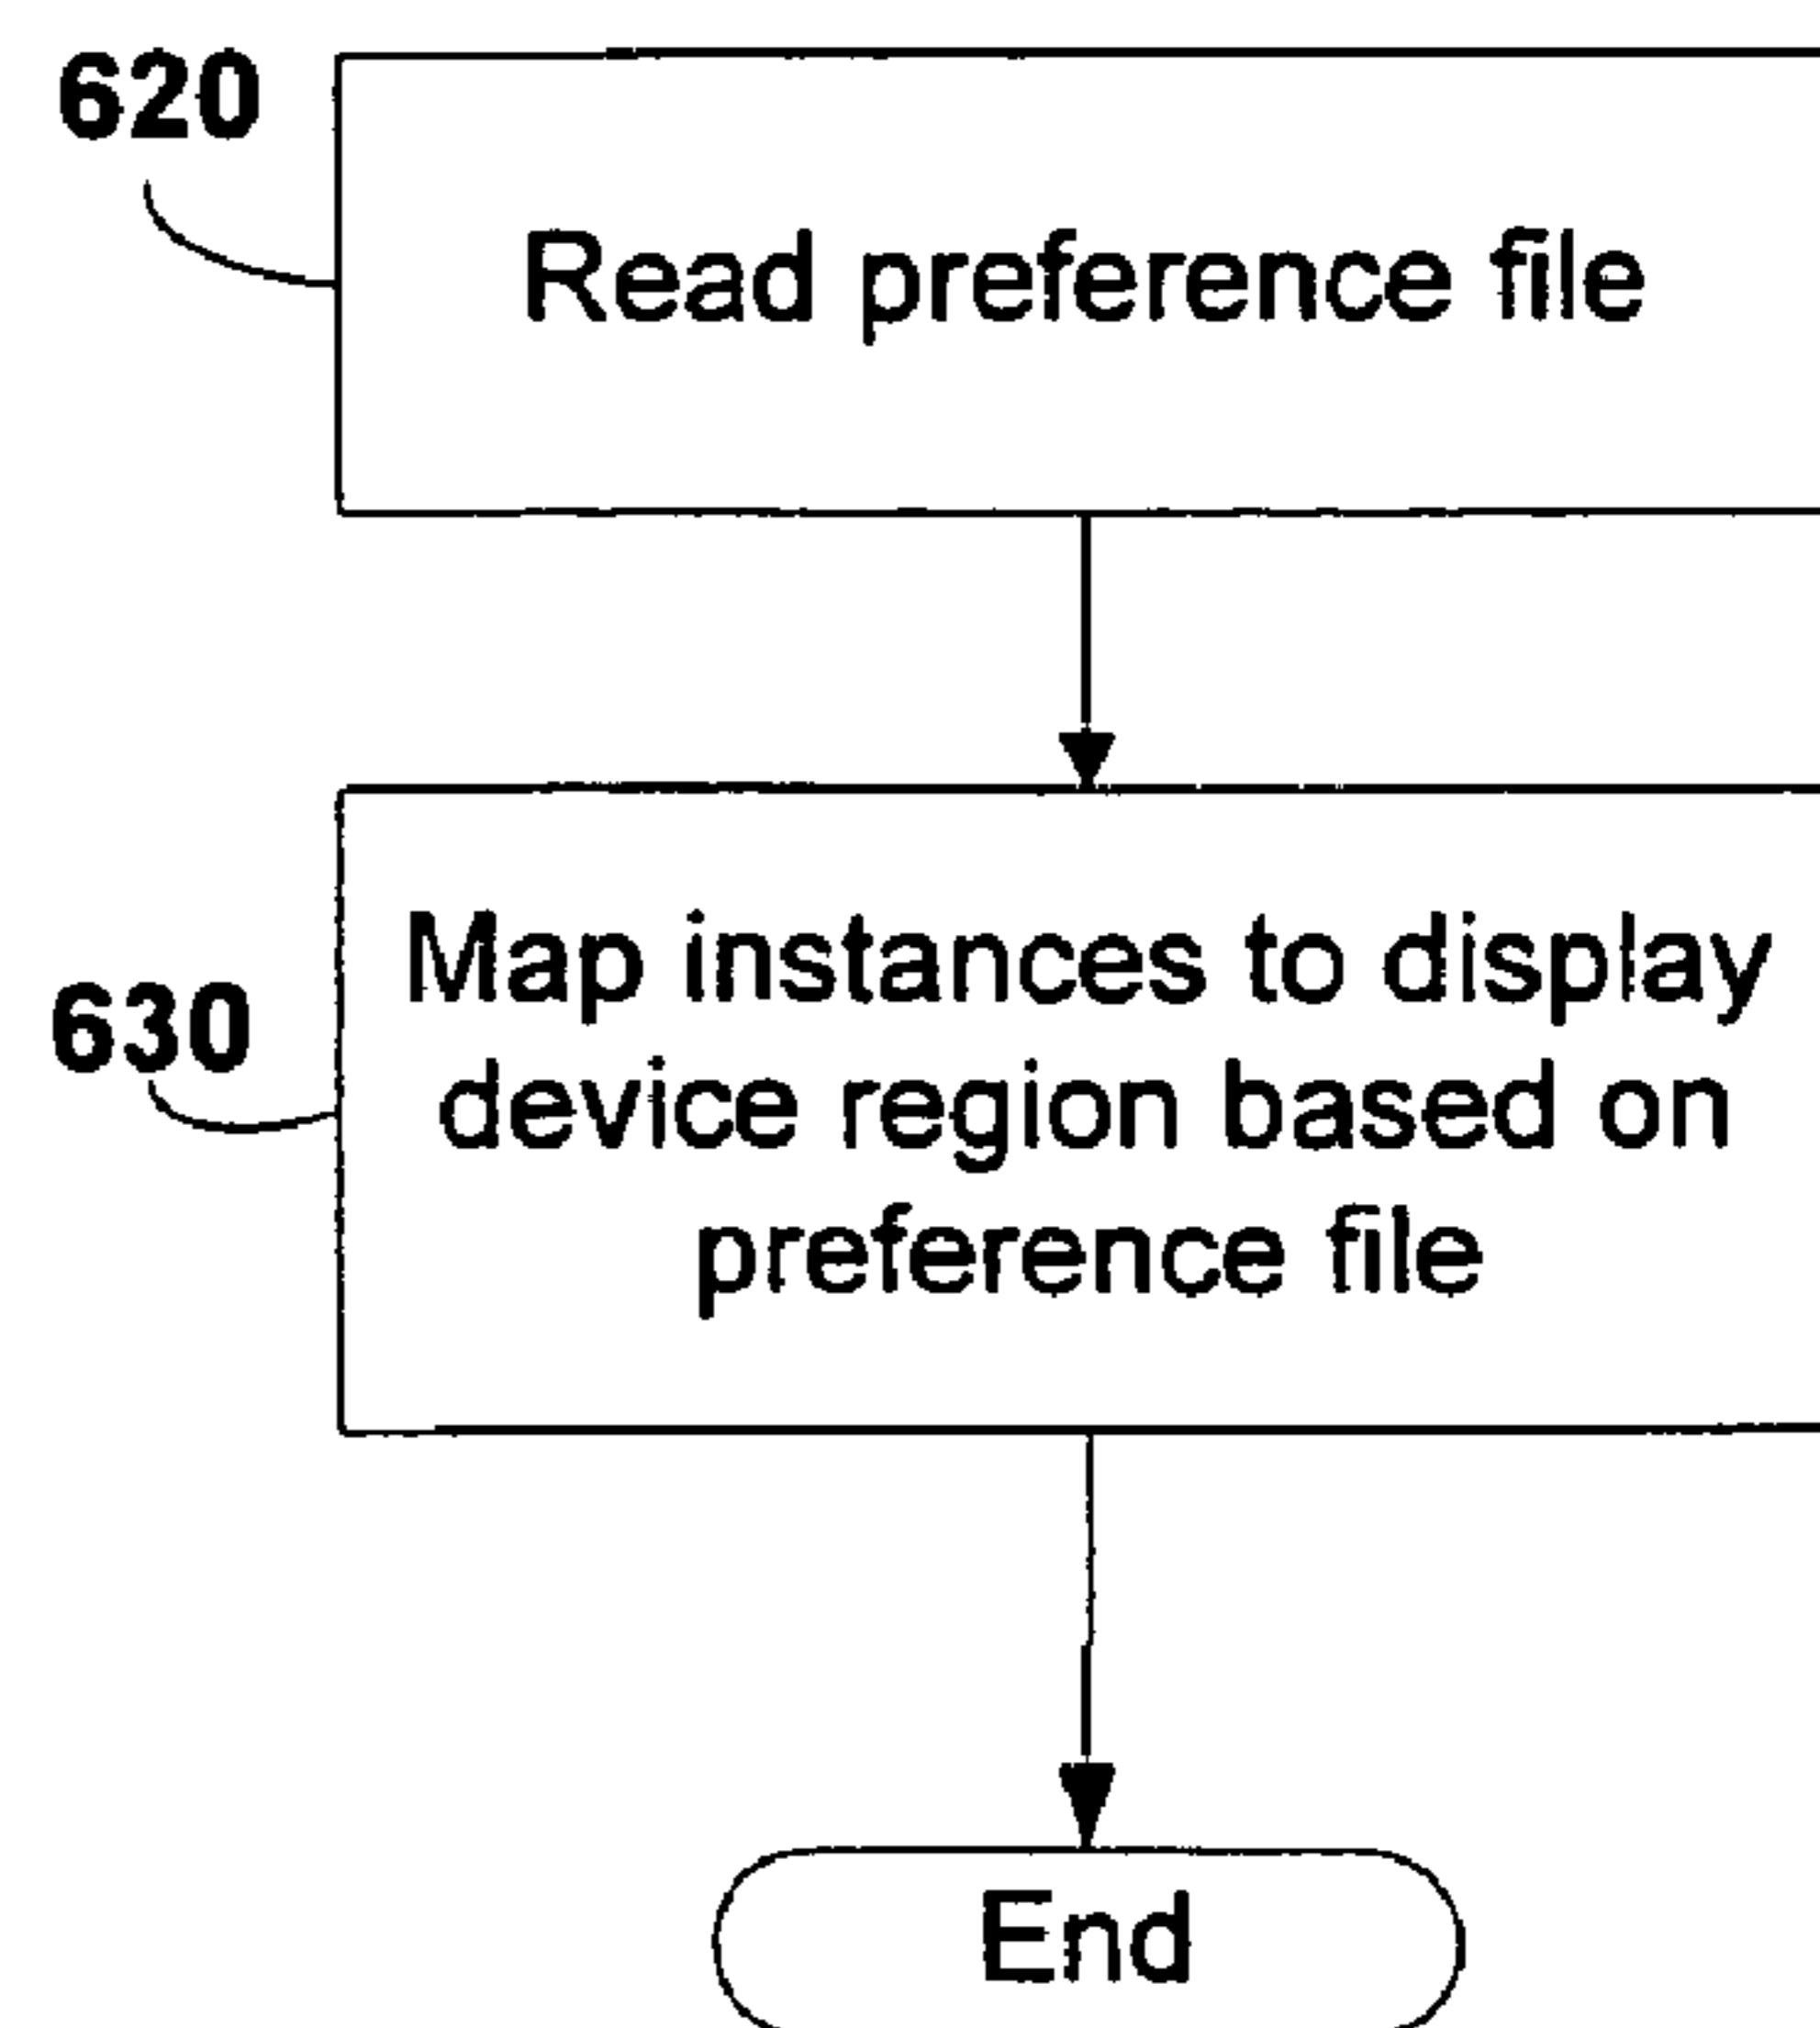 620
Read preference file
Map instances to display
630
device region based on
preference file
End